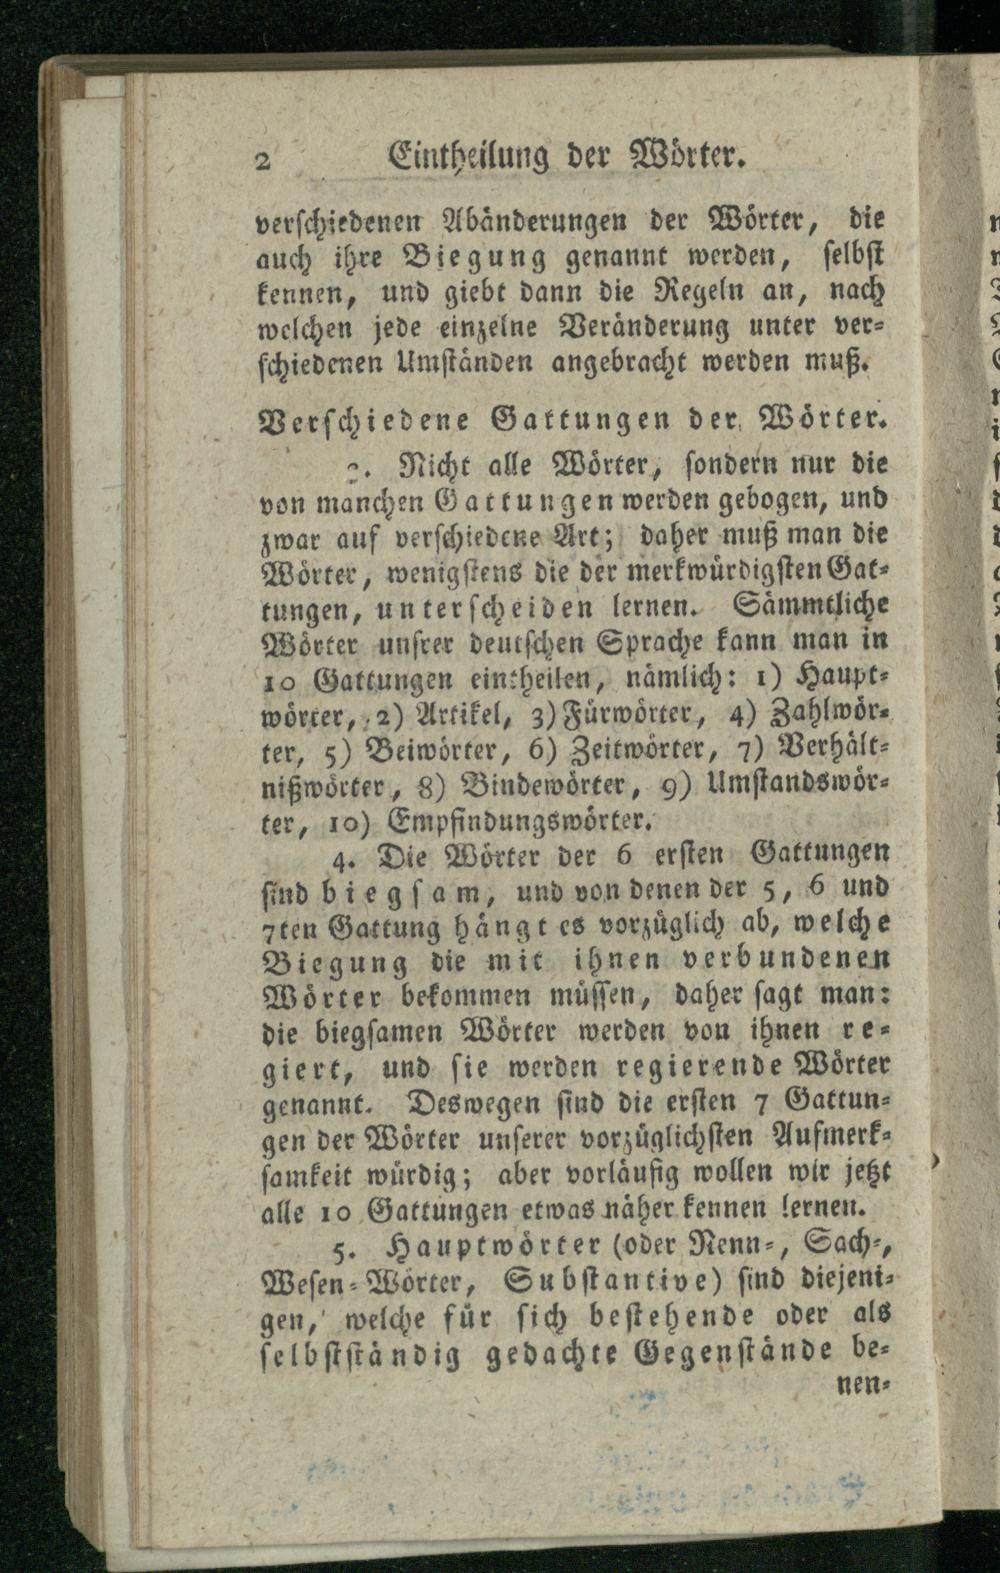 2 Eintheilung der Wörter.
verschiedenen Abänderungen der Wörter, die
auch ihre Biegung genannt werden, selbst
kennen, und giebt dann die Regeln an, nach
welchen jede einzelne Veränderung unter ver-
schiedenen Umständen angebracht werden muß.
Verschiedene Gattungen der Wörter.
3. Nicht alle Wörter, sondern nur die
von manchen Gattungen werden gebogen, und
zwar auf verschiedene Art; daher muß man die
Wörter, wenigstens die der merkwürdigsten Gat-
tungen, unterscheiden lernen. Sämmtliche
Wörter unsrer deutschen Sprache kann man in
10 Gattungen eintheilen, nämlich: 1) Haupt-
wörter, 2) Artikel, 3) Fürwörter, 4) Zahlwör-
ter, 5) Beiwörter, 6) Zeitwörter, 7) Verhält-
nißwörter, 8) Bindewörter, 9) Umstandswör-
ter, 10) Empfindungswörter.
4. Die Wörter der 6 ersten Gattungen
sind biegsam, und von denen der 5, 6 und
7ten Gattung hängt es vorzüglich ab, welche
Biegung die mit ihnen verbundenen
Wörter bekommen müssen, daher sagt man:
die biegsamen Wörter werden von ihnen re-
giert, und sie werden regierende Wörter
genannt. Deswegen sind die ersten 7 Gattun-
gen der Wörter unserer vorzüglichsten Aufmerk-
samkeit würdig; aber vorläufig wollen wir jetzt
alle 10 Gattungen etwas näher kennen lernen.
5. Hauptwörter (oder Nenn-, Sach-,
Wesen-Wörter, Substantive) sind diejeni-
gen, welche für sich bestehende oder als
selbstständig gedachte Gegenstände be-
nen-